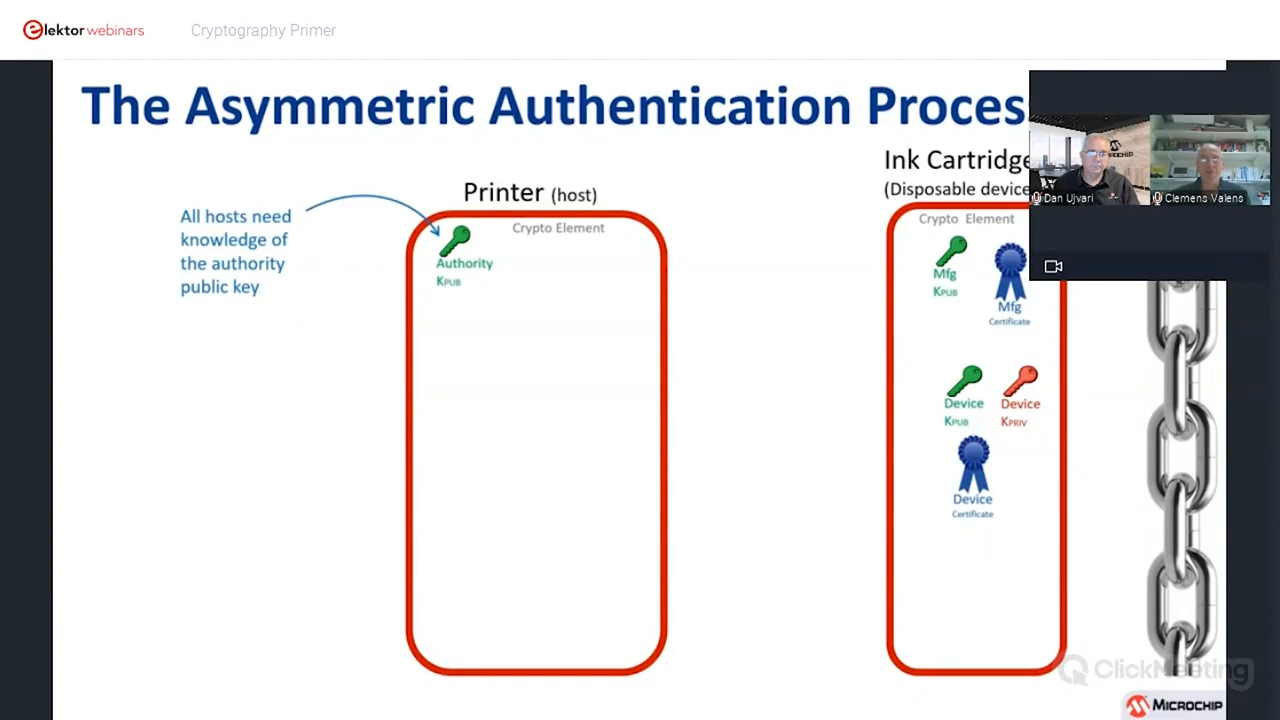 elektor webinars
Cryptography Primer
The Asymmetric Authentication Proces
Printer (host)
Ink Cartridge
(Disposable device
All hosts need
knowledge of
the authority
public key
Crypto Element
Authority
KPUB
Crypto Element
Mfg
KPUB
Mfg
Certificate
Device
KPUB
Device
KPRIV
Device
Certificate
MICROCHIP
Dan Ujvari
Clemens Valens
ClickMeeting
MICROCHIP